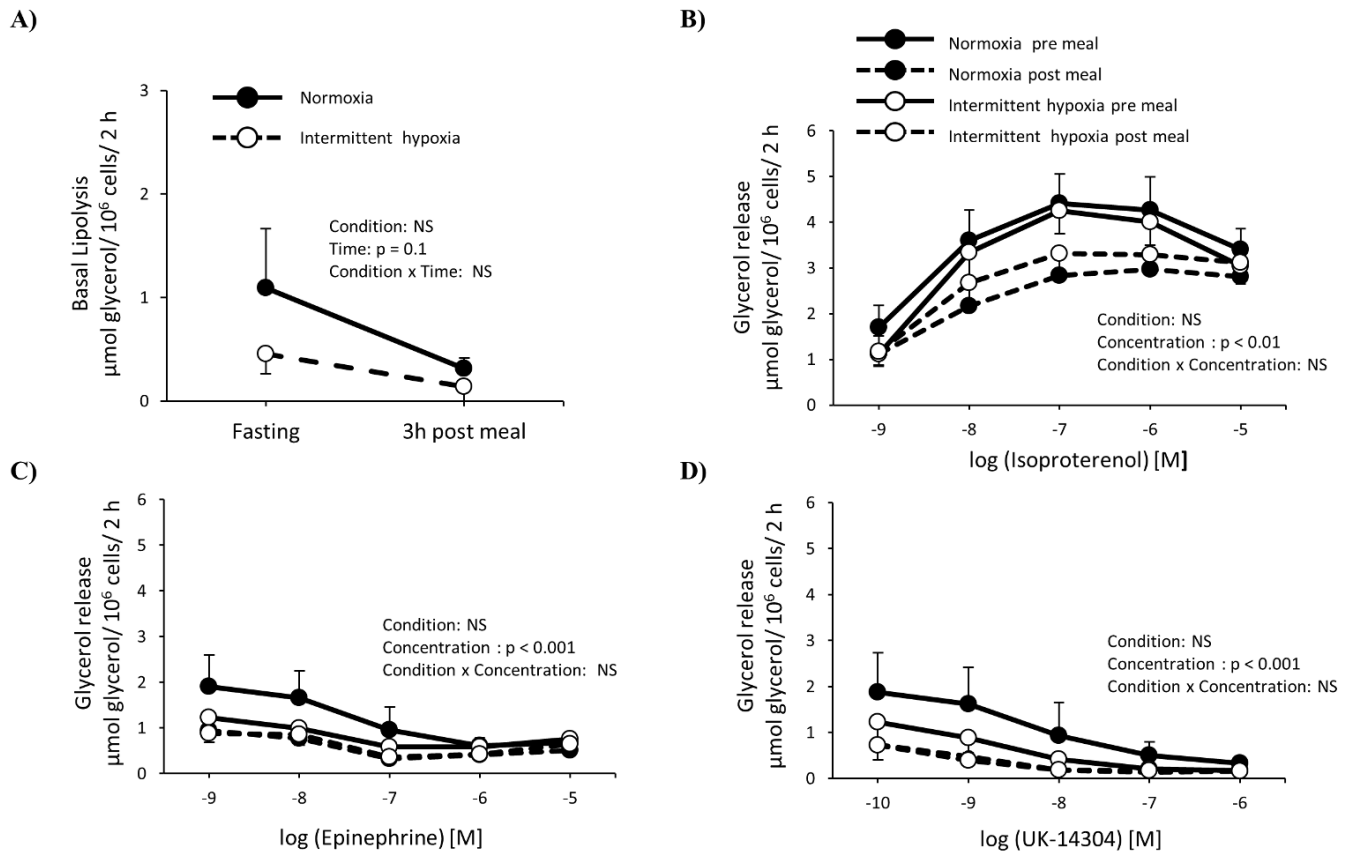 A)
Normoxia
Intermittent hypoxia
Basal Lipolysis
µmol glycerol/ 10⁶ cells/ 2 h
3
2
1
0
Condition: NS
Time: p = 0.1
Condition x Time: NS
Fasting
3h post meal
B)
Normoxia pre meal
Normoxia post meal
Intermittent hypoxia pre meal
Intermittent hypoxia post meal
Glycerol release
µmol glycerol/ 10⁶ cells/ 2 h
6
5
4
3
2
1
0
Condition: NS
Concentration : p < 0.01
Condition x Concentration: NS
-9 -8 -7 -6 -5
log (Isoproterenol) [M]
C)
Glycerol release
µmol glycerol/ 10⁶ cells/ 2 h
6
5
4
3
2
1
0
Condition: NS
Concentration : p < 0.001
Condition x Concentration: NS
-9 -8 -7 -6 -5
log (Epinephrine) [M]
D)
Glycerol release
µmol glycerol/ 10⁶ cells/ 2 h
6
5
4
3
2
1
0
Condition: NS
Concentration : p < 0.001
Condition x Concentration: NS
-10 -9 -8 -7 -6
log (UK-14304) [M]